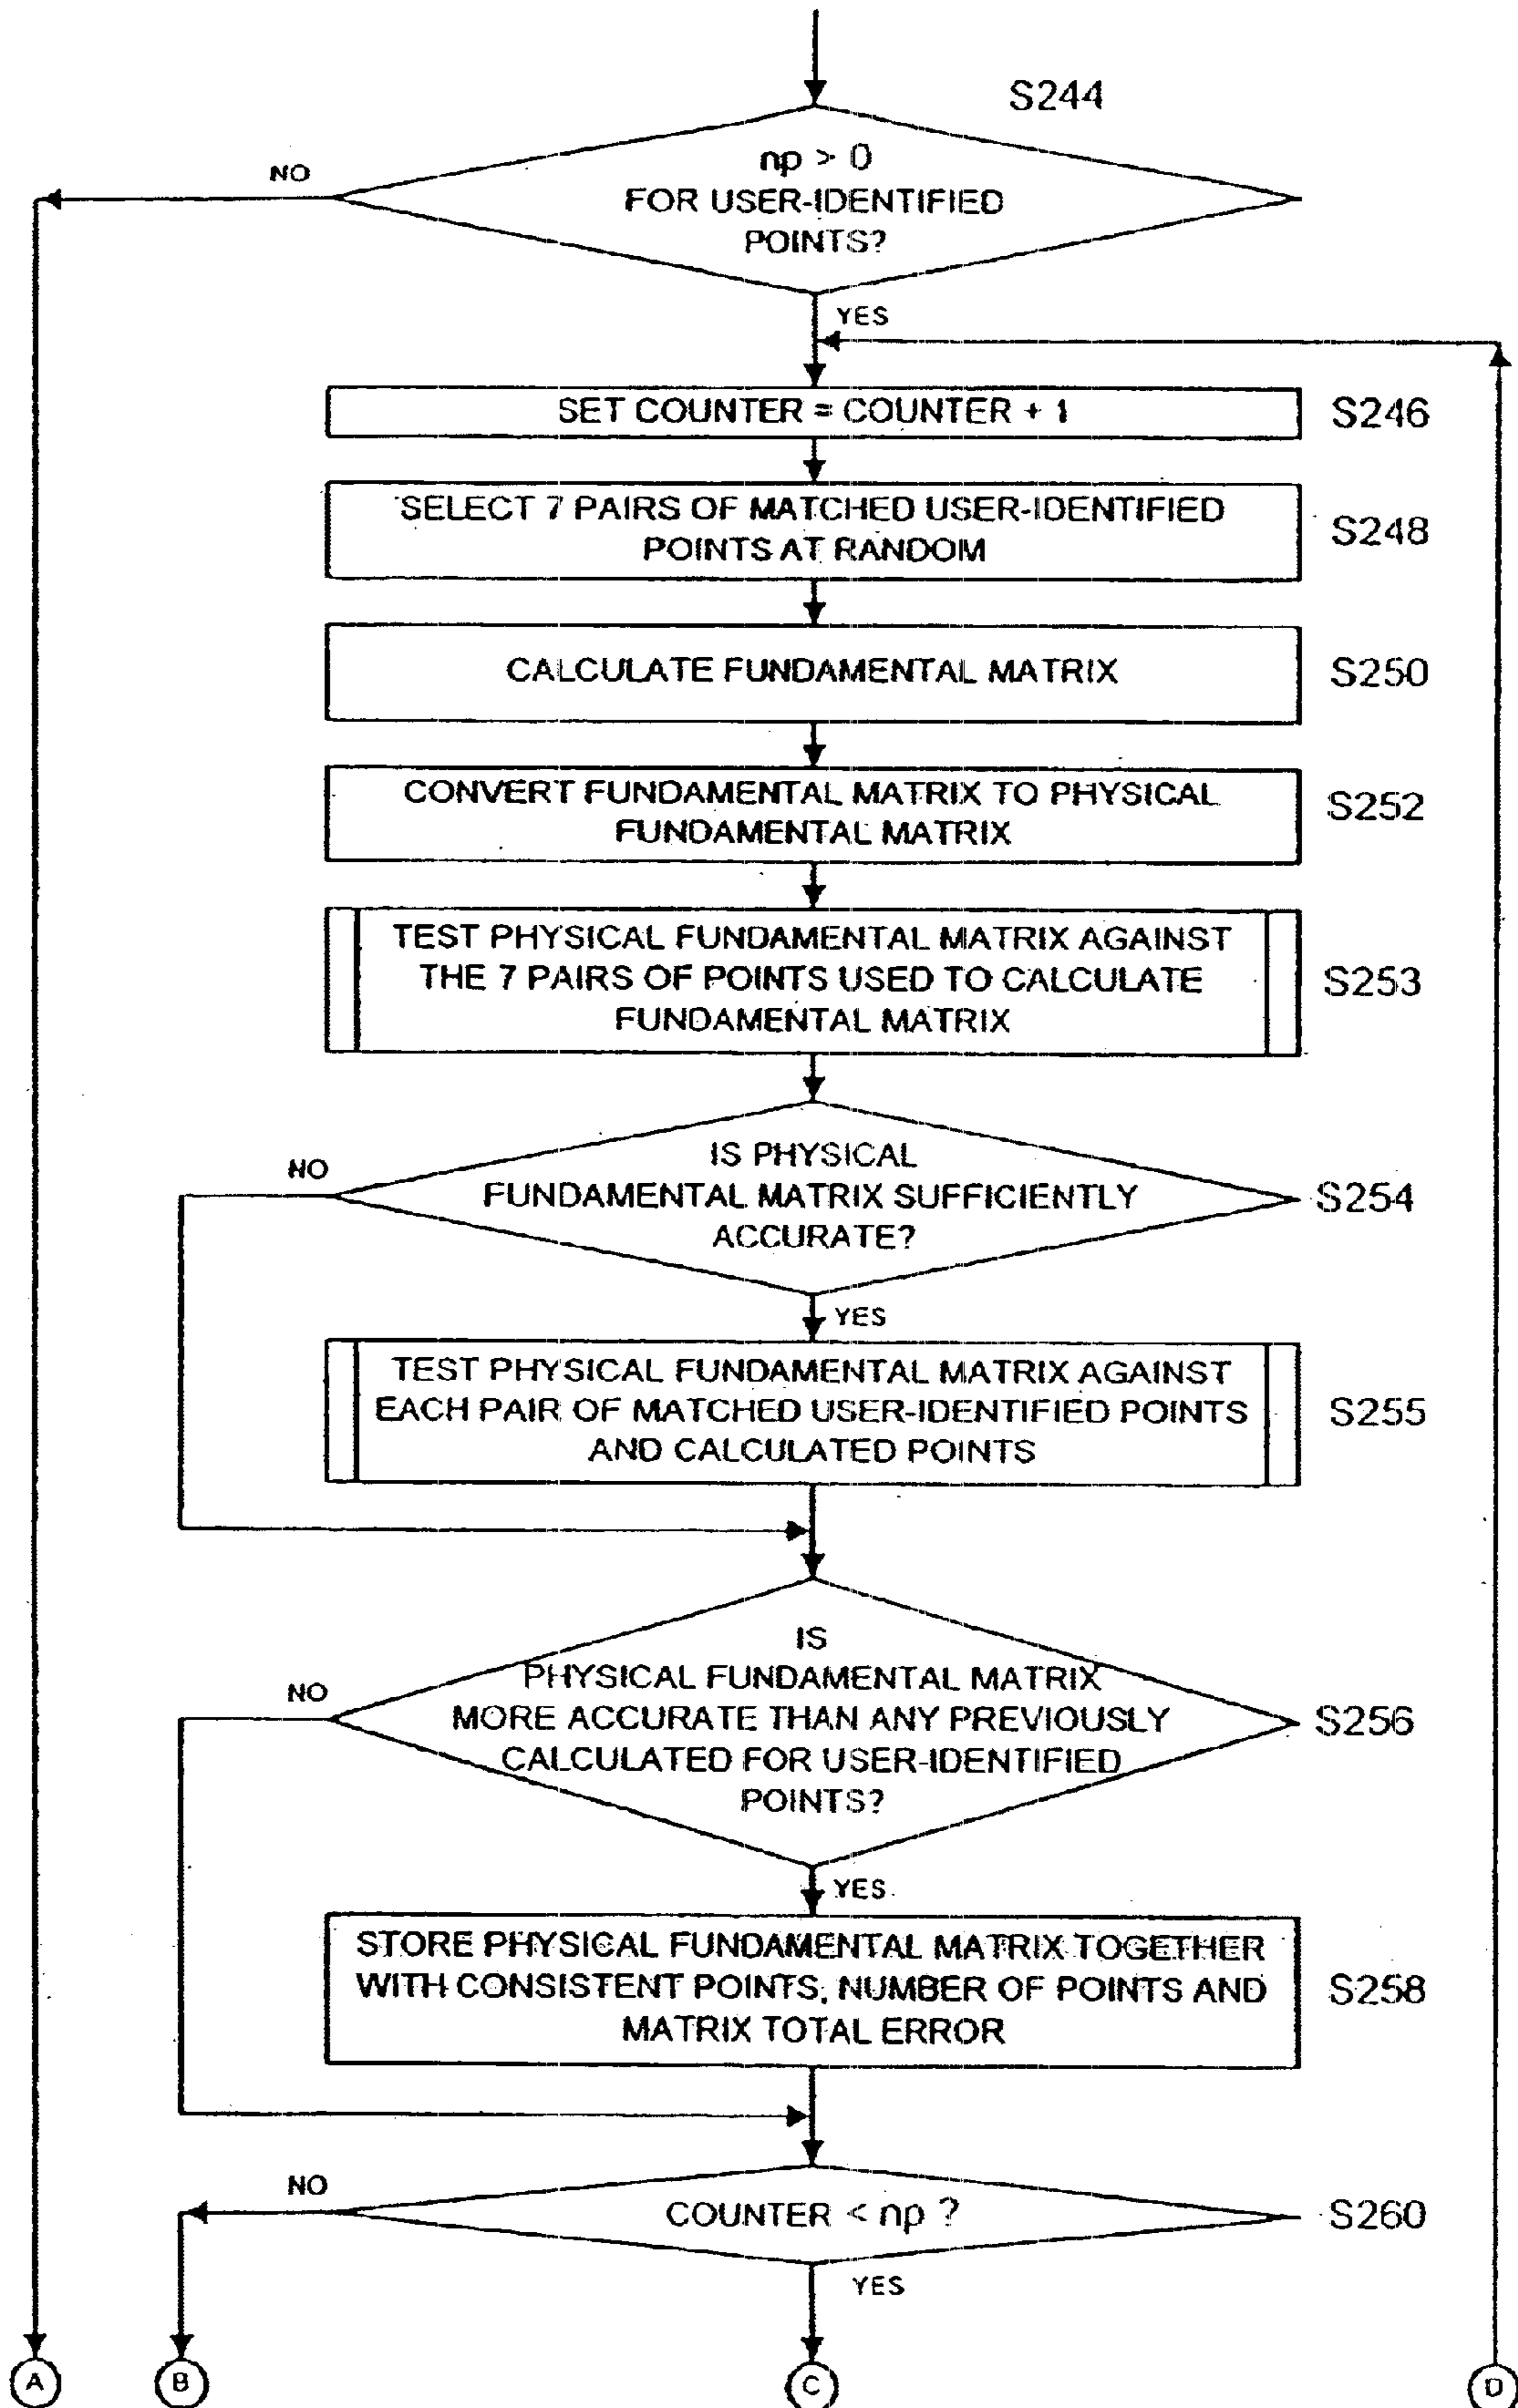 S244
np > 0
FOR USER-IDENTIFIED
POINTS?
NO
YES
SET COUNTER = COUNTER + 1
S246
SELECT 7 PAIRS OF MATCHED USER-IDENTIFIED
POINTS AT RANDOM
S248
CALCULATE FUNDAMENTAL MATRIX
S250
CONVERT FUNDAMENTAL MATRIX TO PHYSICAL
FUNDAMENTAL MATRIX
S252
TEST PHYSICAL FUNDAMENTAL MATRIX AGAINST
THE 7 PAIRS OF POINTS USED TO CALCULATE
FUNDAMENTAL MATRIX
S253
NO
IS PHYSICAL
FUNDAMENTAL MATRIX SUFFICIENTLY
ACCURATE?
S254
YES
TEST PHYSICAL FUNDAMENTAL MATRIX AGAINST
EACH PAIR OF MATCHED USER-IDENTIFIED POINTS
AND CALCULATED POINTS
S255
NO
IS
PHYSICAL FUNDAMENTAL MATRIX
MORE ACCURATE THAN ANY PREVIOUSLY
CALCULATED FOR USER-IDENTIFIED
POINTS?
S256
YES
STORE PHYSICAL FUNDAMENTAL MATRIX TOGETHER
WITH CONSISTENT POINTS, NUMBER OF POINTS AND
MATRIX TOTAL ERROR
S258
NO
COUNTER < np ?
S260
YES
A
B
C
D